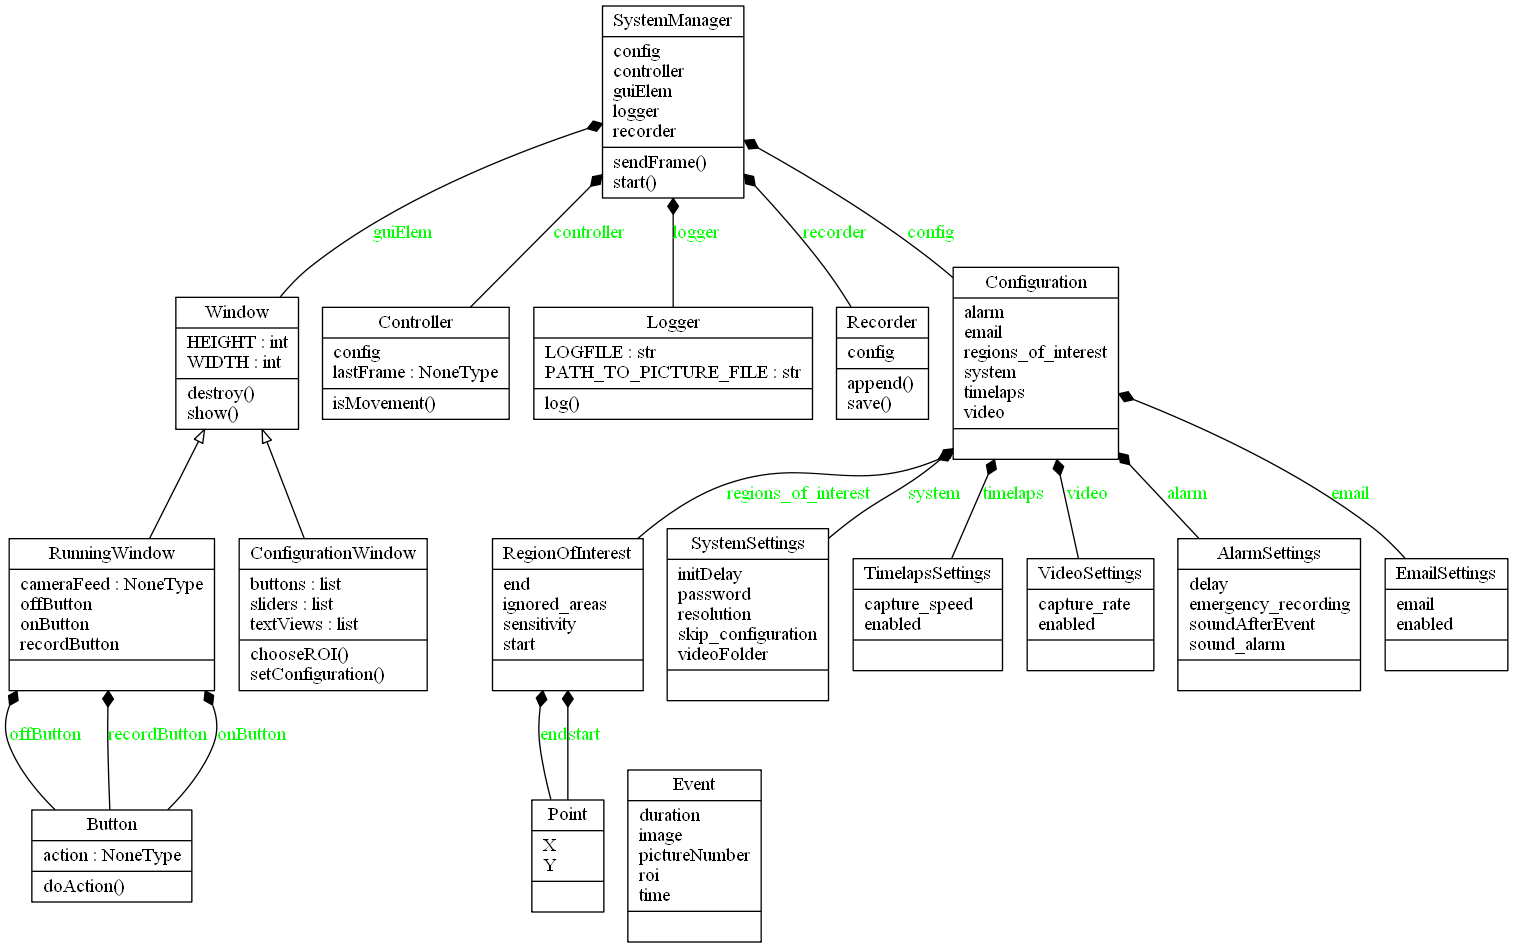 SystemManager
config
controller
guiElem
logger
recorder
sendFrame()
start()
guiElem
controller
logger
recorder
config
Window
HEIGHT : int
WIDTH : int
destroy()
show()
Controller
config
lastFrame : NoneType
isMovement()
Logger
LOGFILE : str
PATH_TO_PICTURE_FILE : str
log()
Recorder
config
append()
save()
Configuration
alarm
email
regions_of_interest
system
timelaps
video
regions_of_interest
system
timelaps
video
alarm
email
RunningWindow
cameraFeed : NoneType
offButton
onButton
recordButton
ConfigurationWindow
buttons : list
sliders : list
textViews : list
chooseROI()
setConfiguration()
RegionOfInterest
end
ignored_areas
sensitivity
start
SystemSettings
initDelay
password
resolution
skip_configuration
videoFolder
TimelapsSettings
capture_speed
enabled
VideoSettings
capture_rate
enabled
AlarmSettings
delay
emergency_recording
soundAfterEvent
sound_alarm
EmailSettings
email
enabled
offButton
recordButton
onButton
end
start
Button
action : NoneType
doAction()
Point
X
Y
Event
duration
image
pictureNumber
roi
time